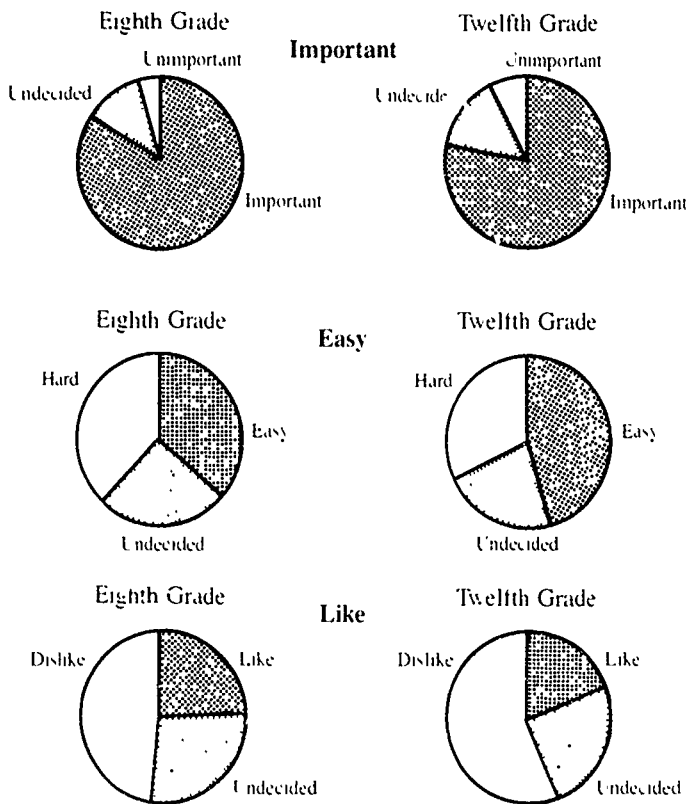 Eighth Grade
Important
Twelfth Grade
Unimportant
Undecided
Important
Unimportant
Undecide
Important
Eighth Grade
Easy
Twelfth Grade
Hard
Easy
Undecided
Hard
Easy
Undecided
Eighth Grade
Like
Twelfth Grade
Dislike
Like
Undecided
Dislike
Like
Undecided